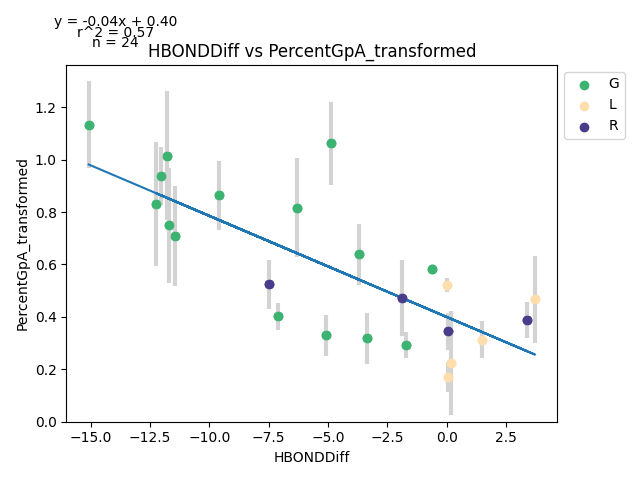 y = -0.04x + 0.40
r^2 = 0.57
n = 24
HBONDDiff vs PercentGpA_transformed
G
L
R
PercentGpA_transformed
1.2
1.0
0.8
0.6
0.4
0.2
0.0
−15.0 −12.5 −10.0 −7.5 −5.0 −2.5 0.0 2.5
HBONDDiff